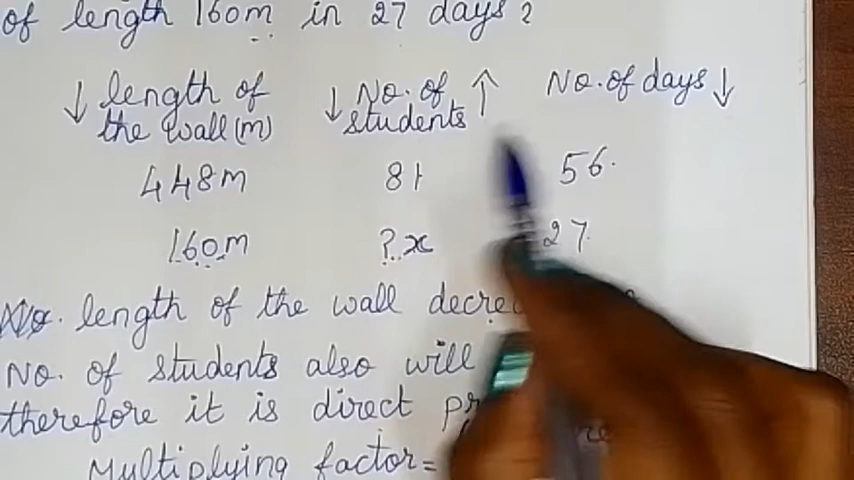 of length 160m in 27 days?
↓ length of the wall (m) ↓ No. of students ↑ No. of days ↓
448m 81 56.
160m ? x 27.
No. length of the wall
No. of students also will
therefore it is direct
Multiplying factor =